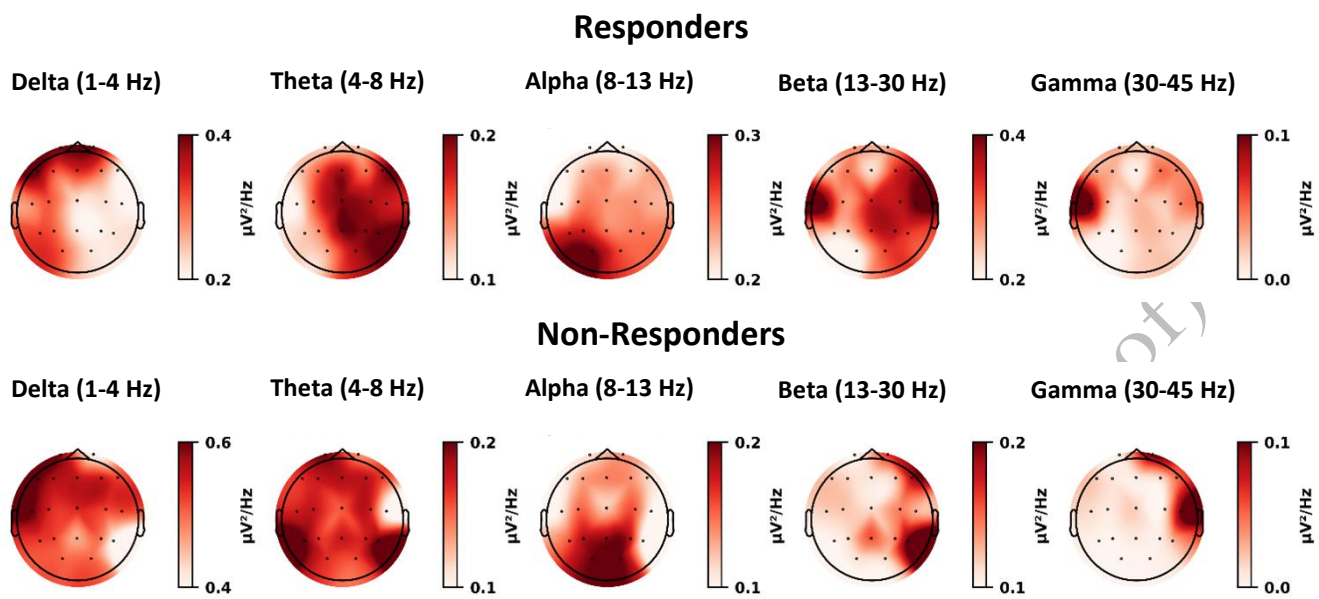 Responders
Delta (1-4 Hz) Theta (4-8 Hz) Alpha (8-13 Hz) Beta (13-30 Hz) Gamma (30-45 Hz)
0.4 0.2 0.3 0.4 0.1
µV²/Hz µV²/Hz µV²/Hz µV²/Hz µV²/Hz
0.2 0.1 0.2 0.2 0.0
Non-Responders
Delta (1-4 Hz) Theta (4-8 Hz) Alpha (8-13 Hz) Beta (13-30 Hz) Gamma (30-45 Hz)
0.6 0.2 0.2 0.2 0.1
µV²/Hz µV²/Hz µV²/Hz µV²/Hz µV²/Hz
0.4 0.1 0.1 0.1 0.0